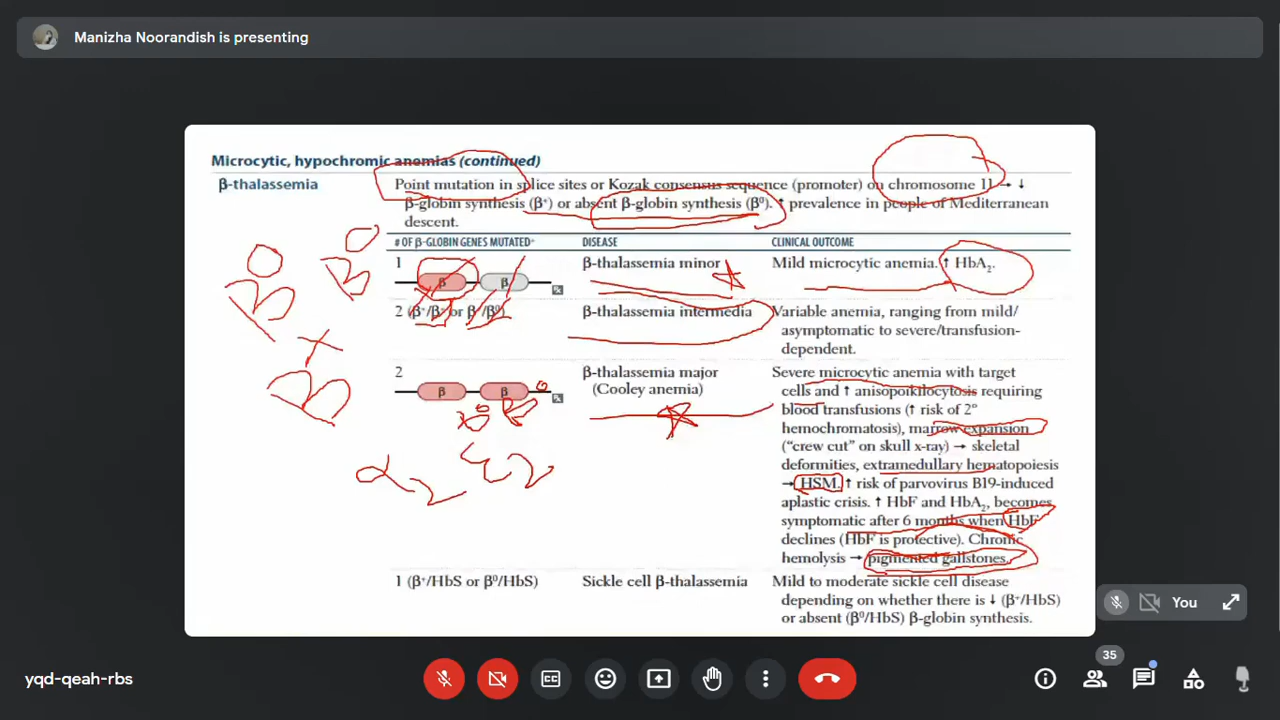 Manizha Noorandish is presenting
Microcytic, hypochromic anemias (continued)
β-thalassemia
Point mutation in splice sites or Kozak consensus sequence (promoter) on chromosome 11 → ↓
β-globin synthesis (β⁺) or absent β-globin synthesis (β⁰). ↑ prevalence in people of Mediterranean
descent.
# OF β-GLOBIN GENES MUTATED DISEASE CLINICAL OUTCOME
1 β-thalassemia minor Mild microcytic anemia. ↑ HbA₂.
β β
2 (β⁺/β⁺ or β⁺/β⁰) β-thalassemia intermedia Variable anemia, ranging from mild/
asymptomatic to severe/transfusion-
dependent.
2 β-thalassemia major Severe microcytic anemia with target
(Cooley anemia) cells and ↑ anisopoikilocytosis requiring
β β
blood transfusions (↑ risk of 2°
hemochromatosis), marrow expansion
("crew cut" on skull x-ray) → skeletal
deformities, extramedullary hematopoiesis
→ HSM. ↑ risk of parvovirus B19-induced
aplastic crisis. ↑ HbF and HbA₂, becomes
symptomatic after 6 months when HbF
declines (HbF is protective). Chronic
hemolysis → pigmented gallstones.
1 (β⁺/HbS or β⁰/HbS) Sickle cell β-thalassemia Mild to moderate sickle cell disease
depending on whether there is ↓ (β⁺/HbS)
or absent (β⁰/HbS) β-globin synthesis.
You
35
yqd-qeah-rbs